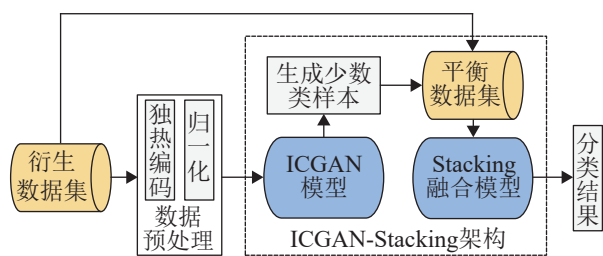 衍生
数据集
独热编码
归一化
数据
预处理
生成少数
类样本
ICGAN
模型
平衡
数据集
Stacking
融合模型
ICGAN-Stacking架构
分类结果